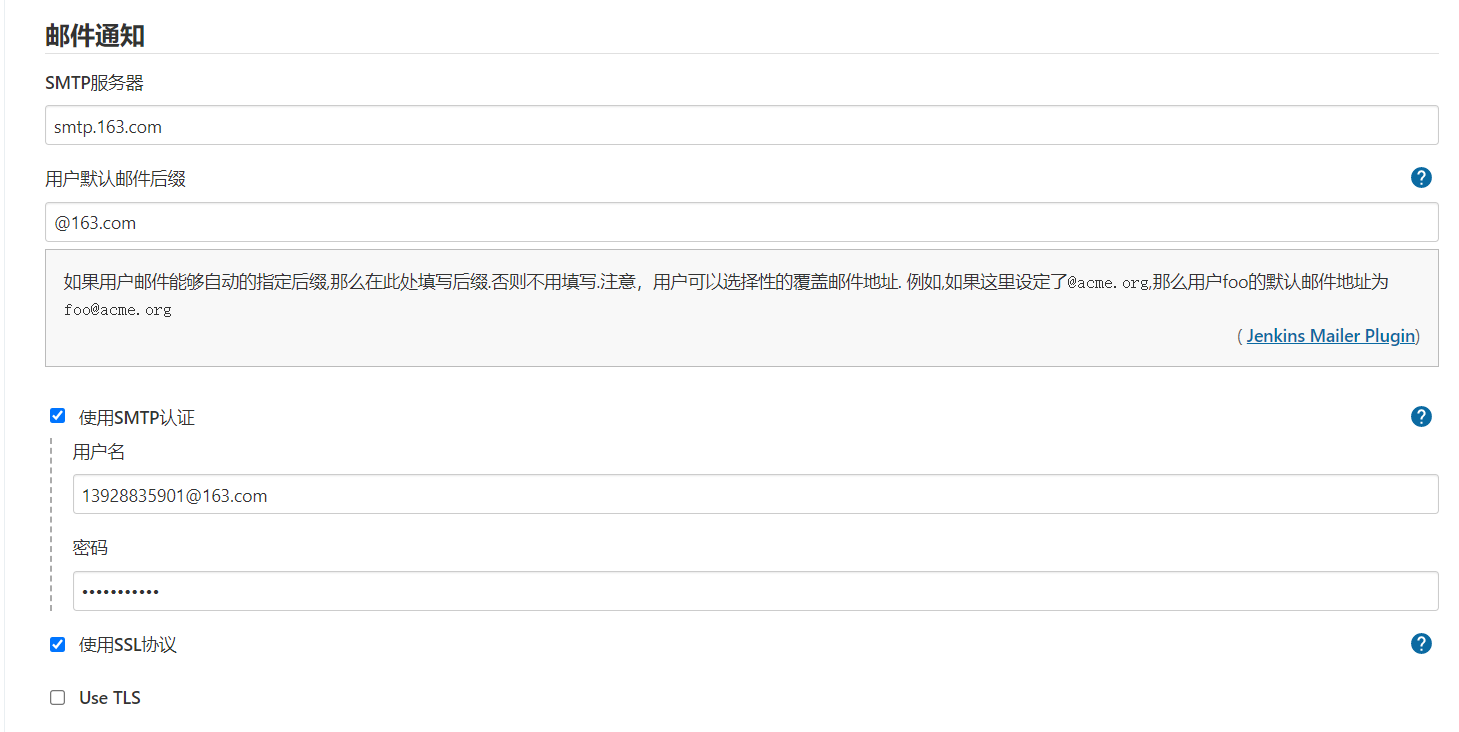 邮件通知
SMTP服务器
smtp.163.com
用户默认邮件后缀
@163.com
如果用户邮件能够自动的指定后缀,那么在此处填写后缀.否则不用填写.注意，用户可以选择性的覆盖邮件地址. 例如,如果这里设定了@acme.org,那么用户foo的默认邮件地址为
foo@acme.org
( Jenkins Mailer Plugin)
使用SMTP认证
用户名
13928835901@163.com
密码
•••••••••••
使用SSL协议
Use TLS